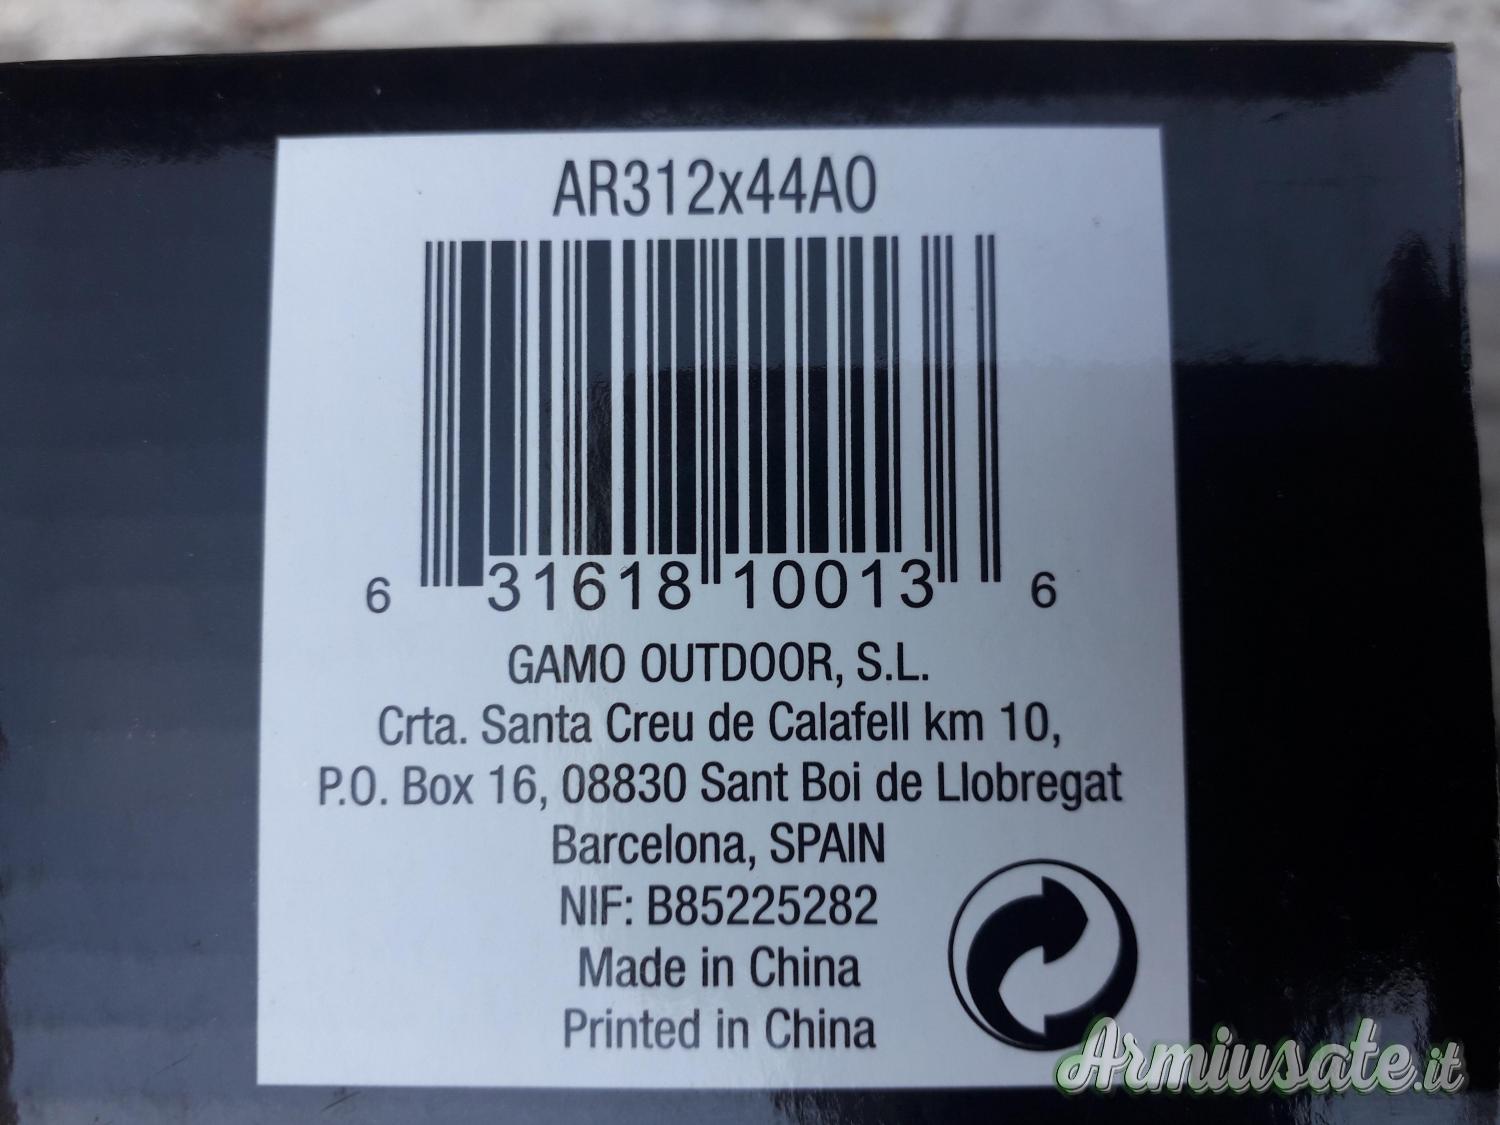 AR312x44AO
6 31618 10013 6
GAMO OUTDOOR, S.L.
Crta. Santa Creu de Calafell km 10,
P.O. Box 16, 08830 Sant Boi de Llobregat
Barcelona, SPAIN
NIF: B85225282
Made in China
Printed in China
Armiusate.it